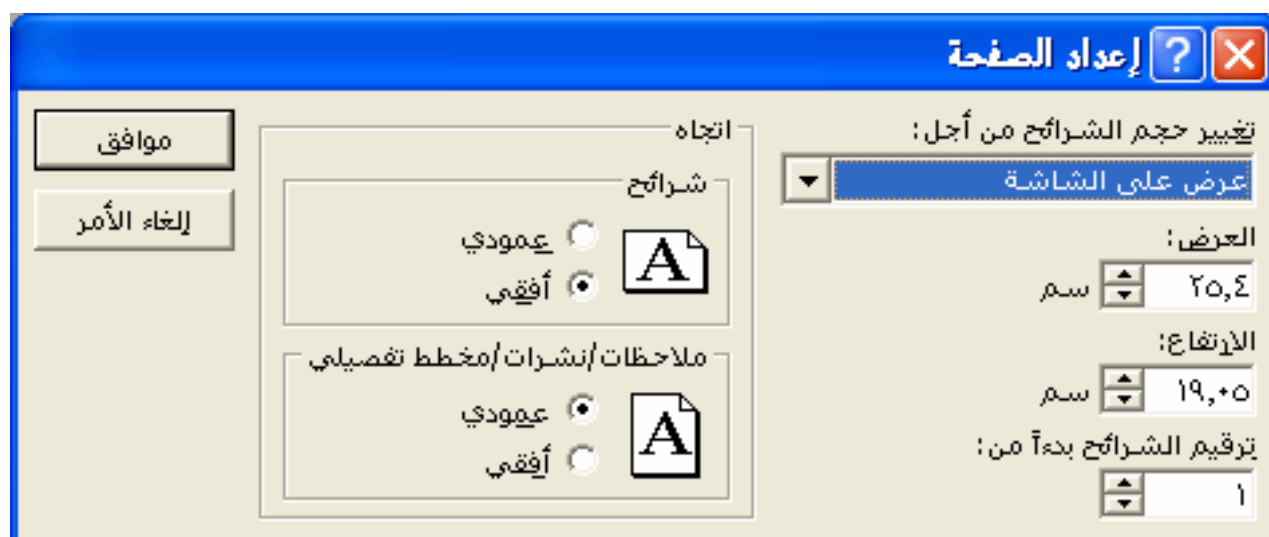 إعداد الصفحة
تغيير حجم الشرائح من أجل:
عرض على الشاشة
العرض:
٢٥,٤ سم
الارتفاع:
١٩,٠٥ سم
ترقيم الشرائح بدءاً من:
١
اتجاه
شرائح
A
عمودي
أفقي
ملاحظات/نشرات/مخطط تفصيلي
A
عمودي
أفقي
موافق
إلغاء الأمر